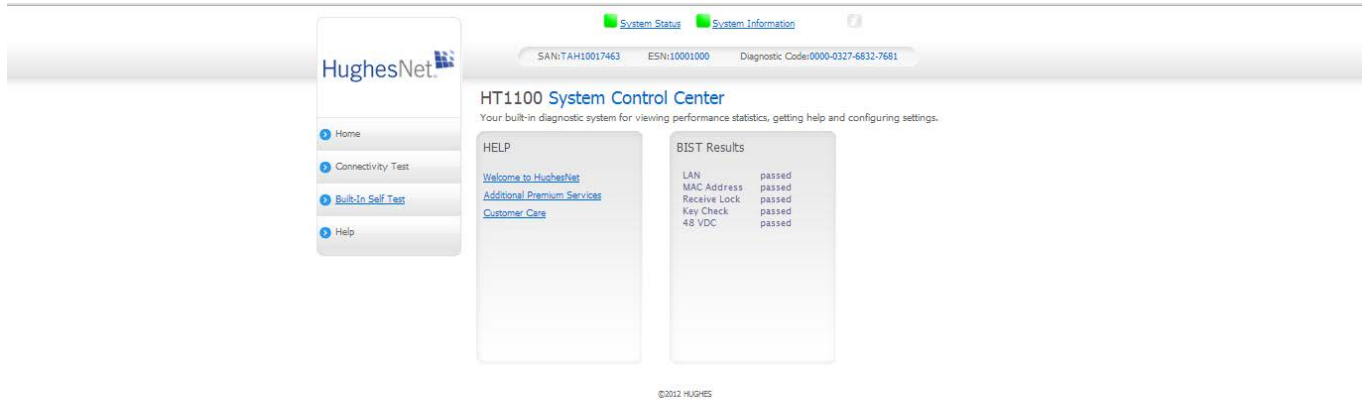 System Status System Information
SAN:TAH10017463 ESN:10001000 Diagnostic Code:0000-0327-6832-7681
HughesNet.
Home
Connectivity Test
Built-In Self Test
Help
HT1100 System Control Center
Your built-in diagnostic system for viewing performance statistics, getting help and configuring settings.
HELP
Welcome to HughesNet
Additional Premium Services
Customer Care
BIST Results
LAN passed
MAC Address passed
Receive Lock passed
Key Check passed
48 VDC passed
©2012 HUGHES